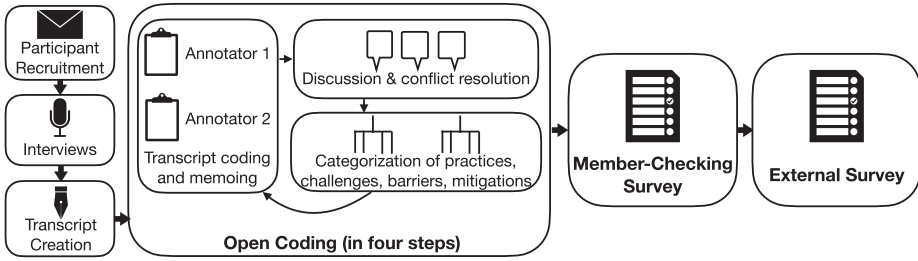 Participant
Recruitment
Interviews
Transcript
Creation
Annotator 1
Annotator 2
Transcript coding
and memoing
Discussion & conflict resolution
Categorization of practices,
challenges, barriers, mitigations
Open Coding (in four steps)
Member-Checking
Survey
External Survey